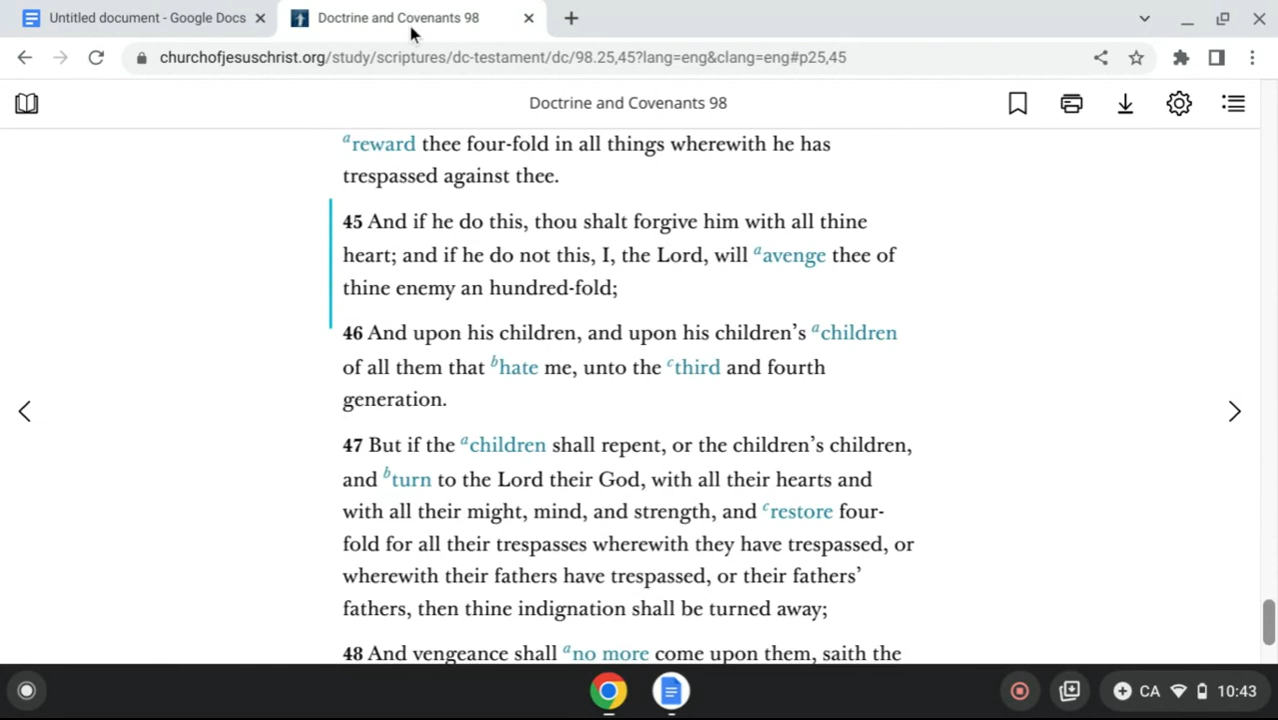 Untitled document - Google Docs
Doctrine and Covenants 98
churchofjesuschrist.org/study/scriptures/dc-testament/dc/98.25,45?lang=eng&clang=eng#p25,45
Doctrine and Covenants 98
a reward thee four-fold in all things wherewith he has
trespassed against thee.
45 And if he do this, thou shalt forgive him with all thine
heart; and if he do not this, I, the Lord, will a avenge thee of
thine enemy an hundred-fold;
46 And upon his children, and upon his children's a children
of all them that b hate me, unto the c third and fourth
generation.
47 But if the a children shall repent, or the children's children,
and b turn to the Lord their God, with all their hearts and
with all their might, mind, and strength, and c restore four-
fold for all their trespasses wherewith they have trespassed, or
wherewith their fathers have trespassed, or their fathers'
fathers, then thine indignation shall be turned away;
48 And vengeance shall a no more come upon them, saith the
CA 10:43